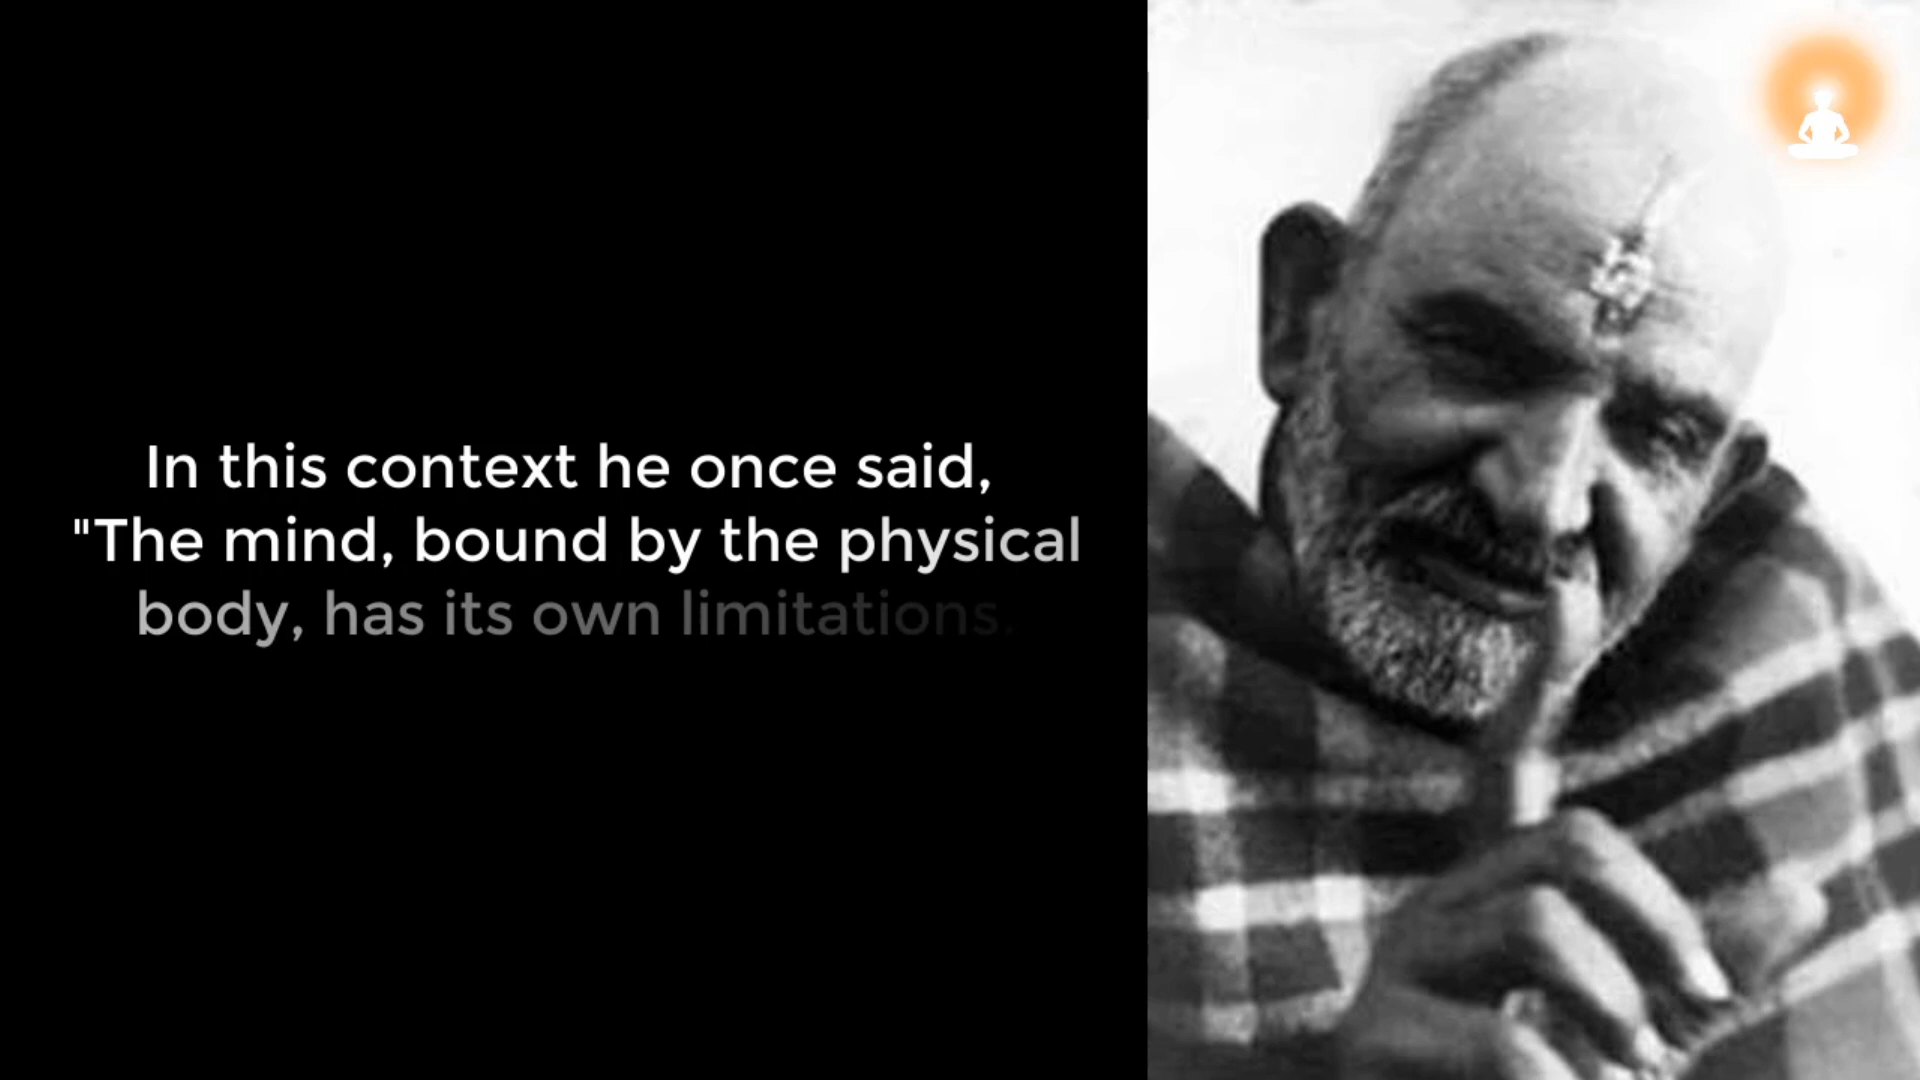 In this context he once said,
"The mind, bound by the physical
body, has its own limitations.